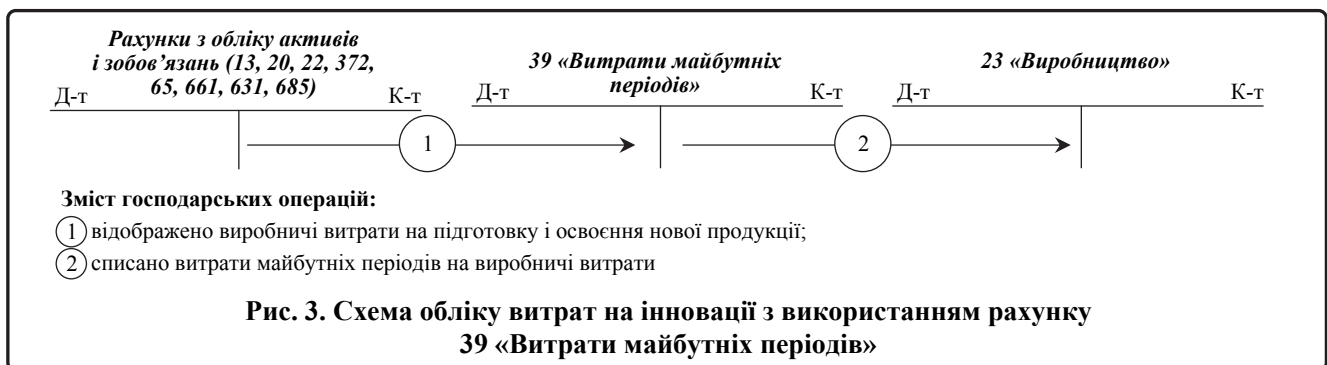 Рахунки з обліку активів
і зобов’язань (13, 20, 22, 372,
65, 661, 631, 685)
Д-т К-т
39 «Витрати майбутніх
періодів»
Д-т К-т
23 «Виробництво»
Д-т К-т
1
2
Зміст господарських операцій:
1 відображено виробничі витрати на підготовку і освоєння нової продукції;
2 списано витрати майбутніх періодів на виробничі витрати
Рис. 3. Схема обліку витрат на інновації з використанням рахунку
39 «Витрати майбутніх періодів»